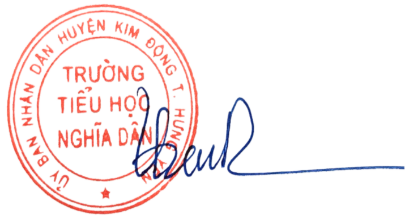 ỦY BAN NHÂN DÂN HUYỆN KIM ĐỘNG T. HƯNG YÊN
TRƯỜNG
TIỂU HỌC
NGHĨA DÂN